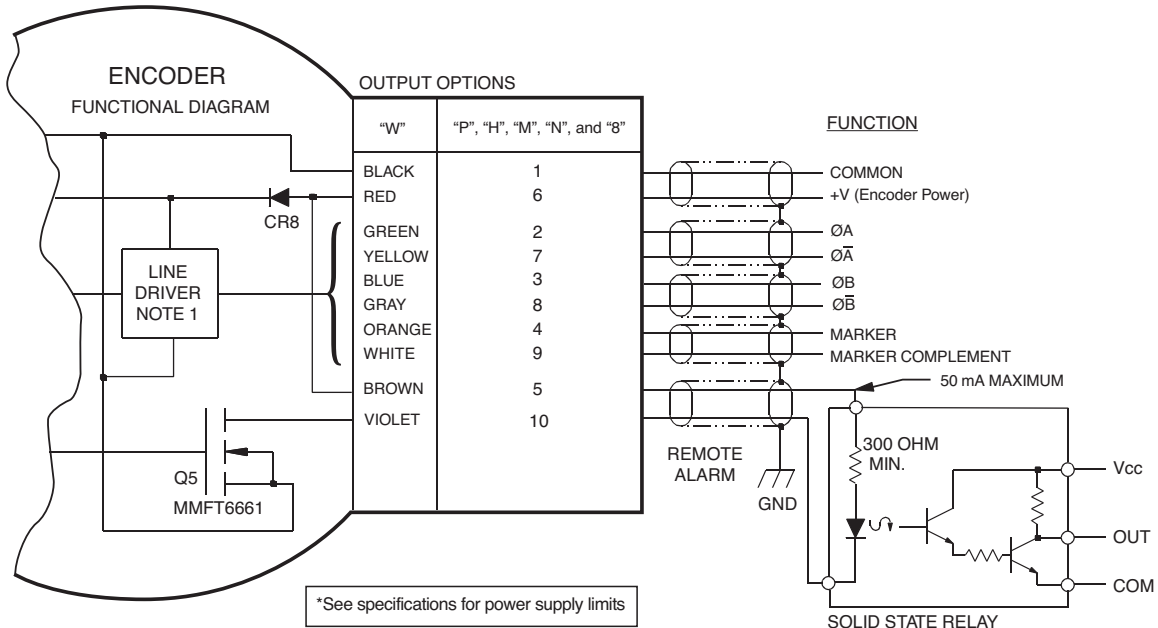 ENCODER
FUNCTIONAL DIAGRAM
OUTPUT OPTIONS
"W"
"P", "H", "M", "N", and "8"
FUNCTION
BLACK 1 COMMON
RED 6 +V (Encoder Power)
CR8
GREEN 2 ØA
YELLOW 7 ØA̅
BLUE 3 ØB
GRAY 8 ØB̅
ORANGE 4 MARKER
WHITE 9 MARKER COMPLEMENT
LINE
DRIVER
NOTE 1
BROWN 5
50 mA MAXIMUM
VIOLET 10
REMOTE
ALARM
GND
Q5
MMFT6661
300 OHM
MIN.
Vcc
OUT
COM
SOLID STATE RELAY
*See specifications for power supply limits